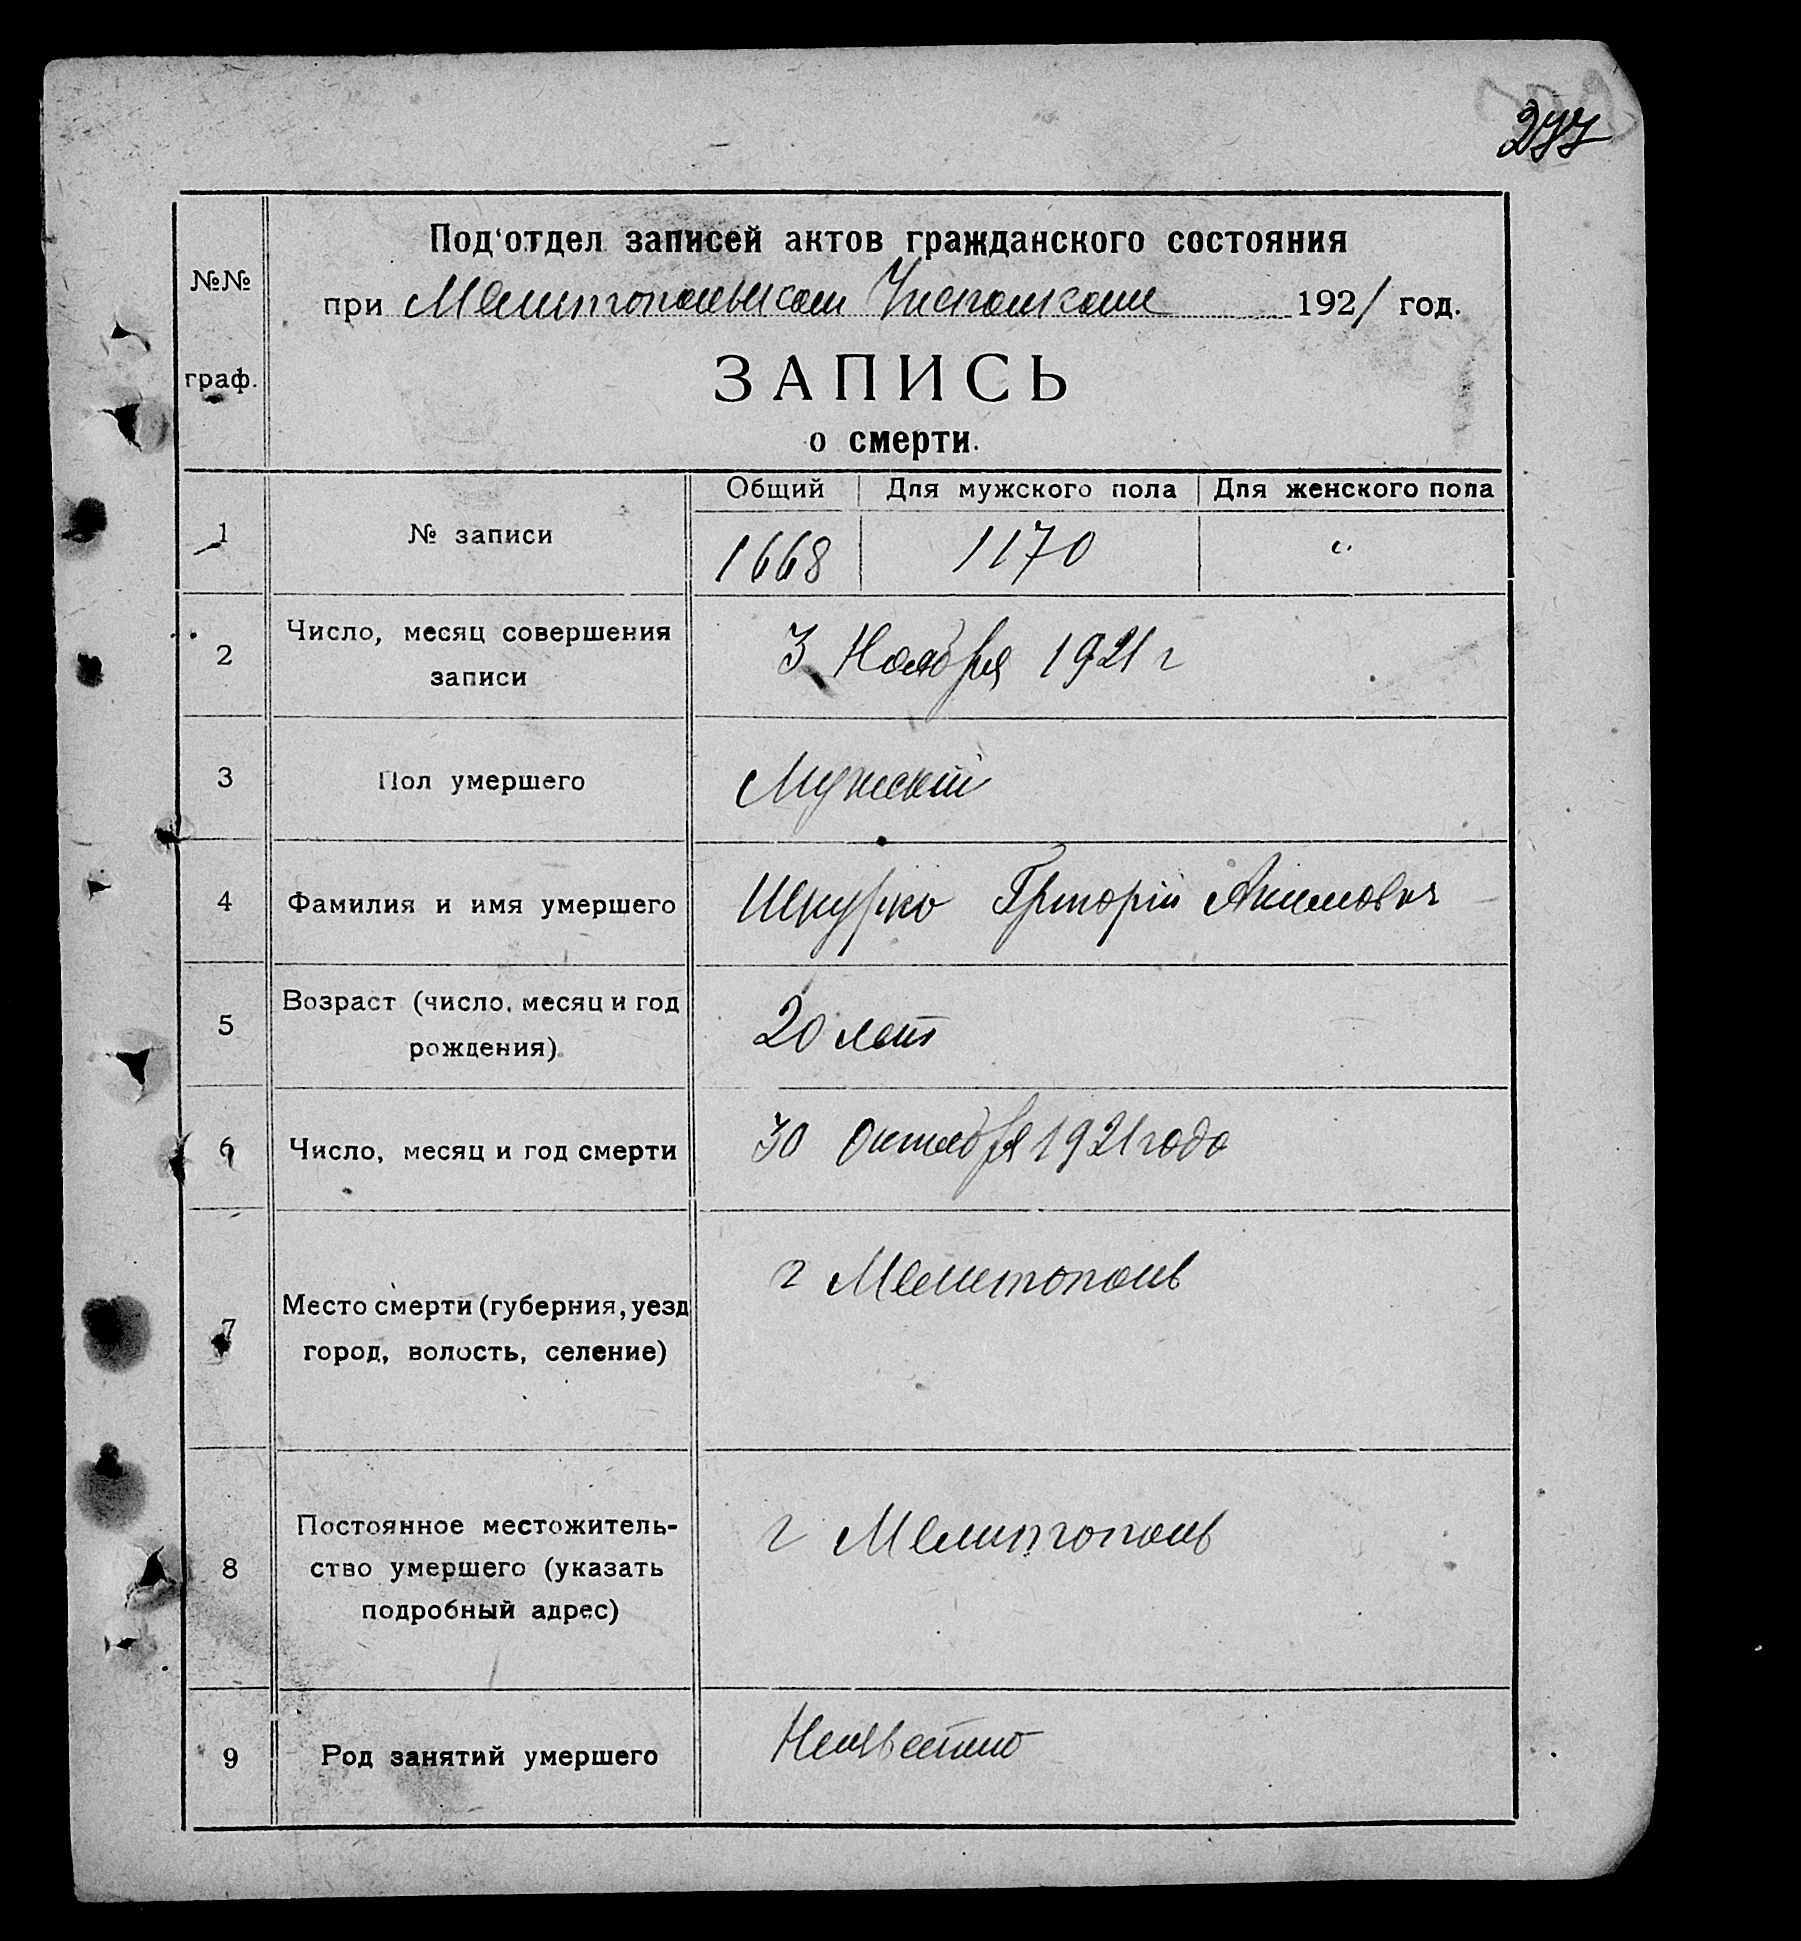 277
Под'отдел записей актов гражданского состояния
№№
при Мелитопольском Исполкоме 1921 год.
граф.
ЗАПИСЬ
о смерти.
Общий Для мужского пола Для женского пола
1 № записи 1668 1170 "
2 Число, месяц совершения
записи
3 Ноября 1921 г
3 Пол умершего Мужской
4 Фамилия и имя умершего Шкурко Григорій Акимович
5 Возраст (число, месяц и год
рождения)
20 лет
6 Число, месяц и год смерти 30 Октября 1921 года
7 Место смерти (губерния, уезд
город, волость, селение)
г Мелитополь
8 Постоянное местожитель-
ство умершего (указать
подробный адрес)
г Мелитополь
9 Род занятий умершего Неизвестно